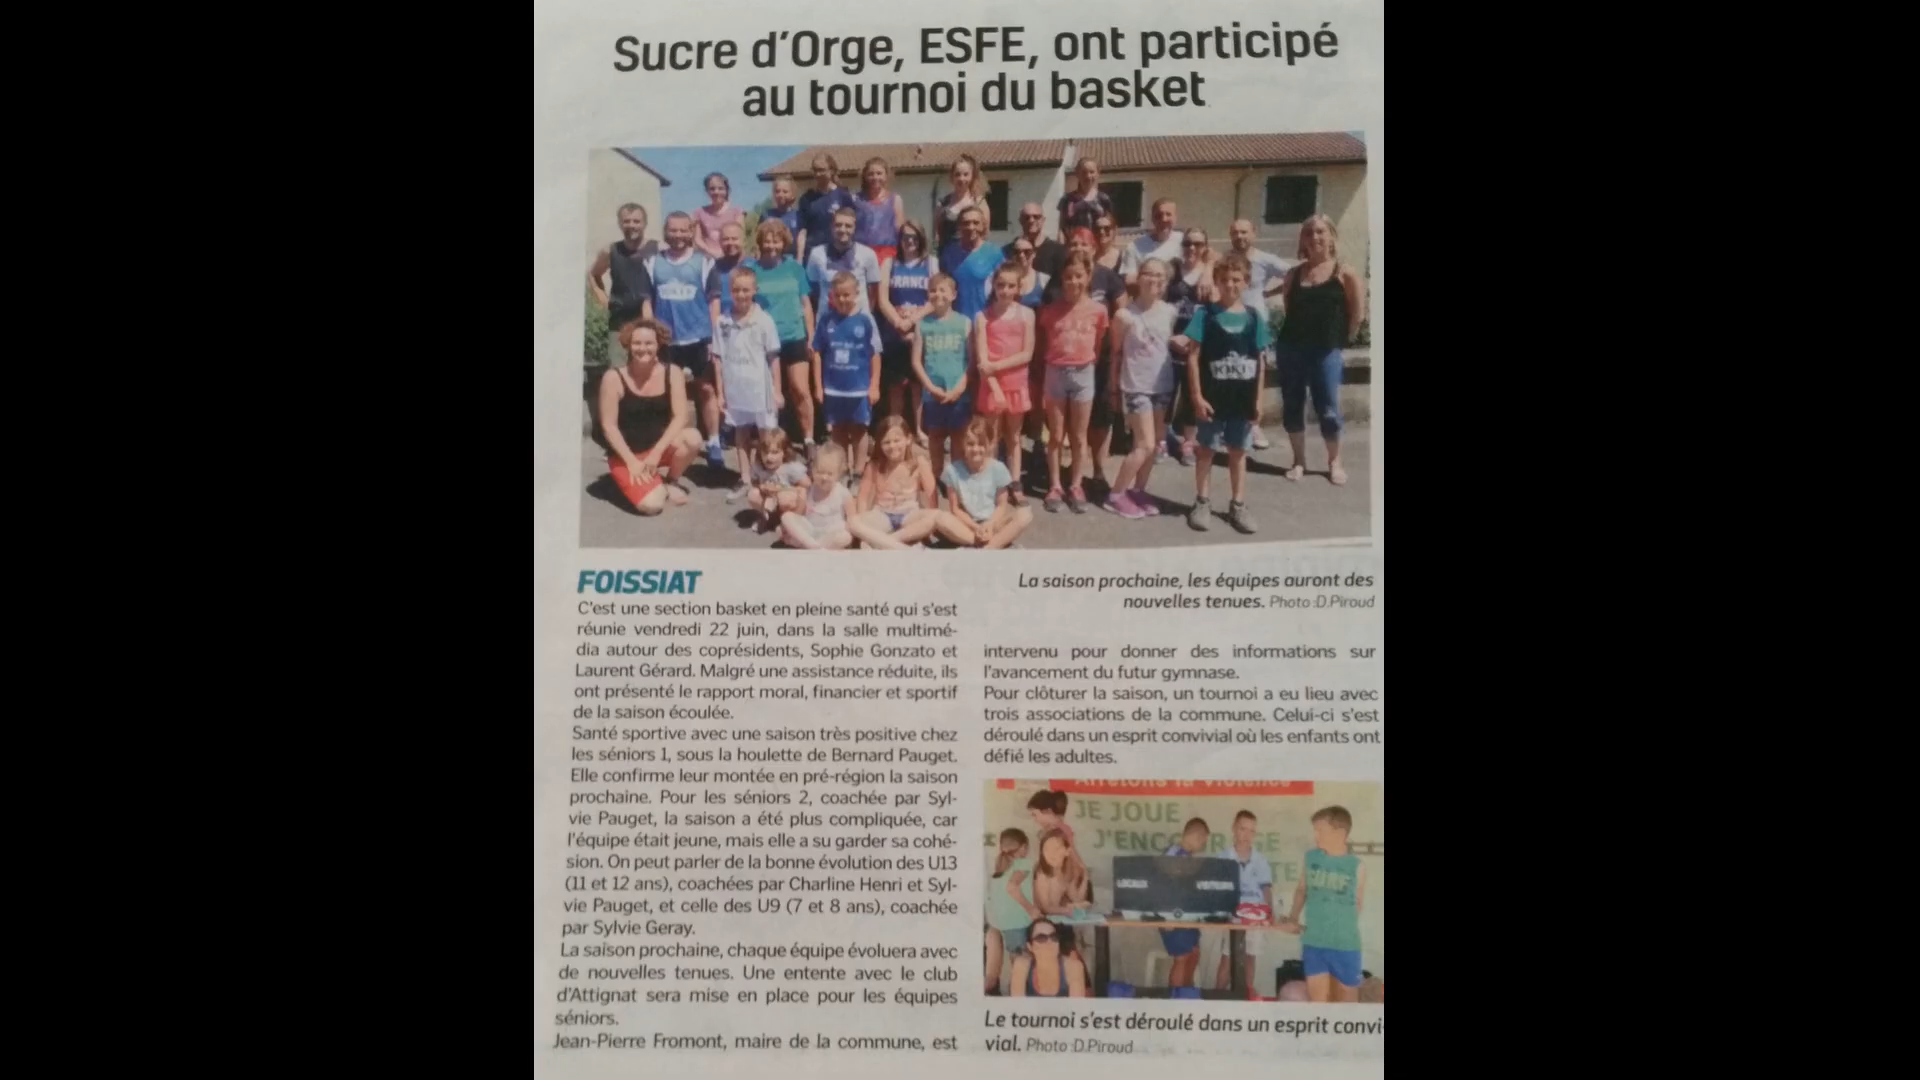 Sucre d'Orge, ESFE, ont participé
au tournoi du basket
FRANCE
JOKI
SURF
JOKI
La saison prochaine, les équipes auront des
nouvelles tenues. Photo :D.Piroud
FOISSIAT
C'est une section basket en pleine santé qui s'est
réunie vendredi 22 juin, dans la salle multimé-
dia autour des coprésidents, Sophie Gonzato et
Laurent Gérard. Malgré une assistance réduite, ils
ont présenté le rapport moral, financier et sportif
de la saison écoulée.
Santé sportive avec une saison très positive chez
les séniors 1, sous la houlette de Bernard Pauget.
Elle confirme leur montée en pré-région la saison
prochaine. Pour les séniors 2, coachée par Syl-
vie Pauget, la saison a été plus compliquée, car
l'équipe était jeune, mais elle a su garder sa cohé-
sion. On peut parler de la bonne évolution des U13
(11 et 12 ans), coachées par Charline Henri et Syl-
vie Pauget, et celle des U9 (7 et 8 ans), coachée
par Sylvie Geray.
La saison prochaine, chaque équipe évoluera avec
de nouvelles tenues. Une entente avec le club
d'Attignat sera mise en place pour les équipes
séniors.
Jean-Pierre Fromont, maire de la commune, est
intervenu pour donner des informations sur
l'avancement du futur gymnase.
Pour clôturer la saison, un tournoi a eu lieu avec
trois associations de la commune. Celui-ci s'est
déroulé dans un esprit convivial où les enfants ont
défié les adultes.
Arrêtons la violence
JE JOUE
J'ENCOURGE
TE
LOCAUX VISITEURS
SURF
Le tournoi s'est déroulé dans un esprit convi-
vial. Photo :D.Piroud